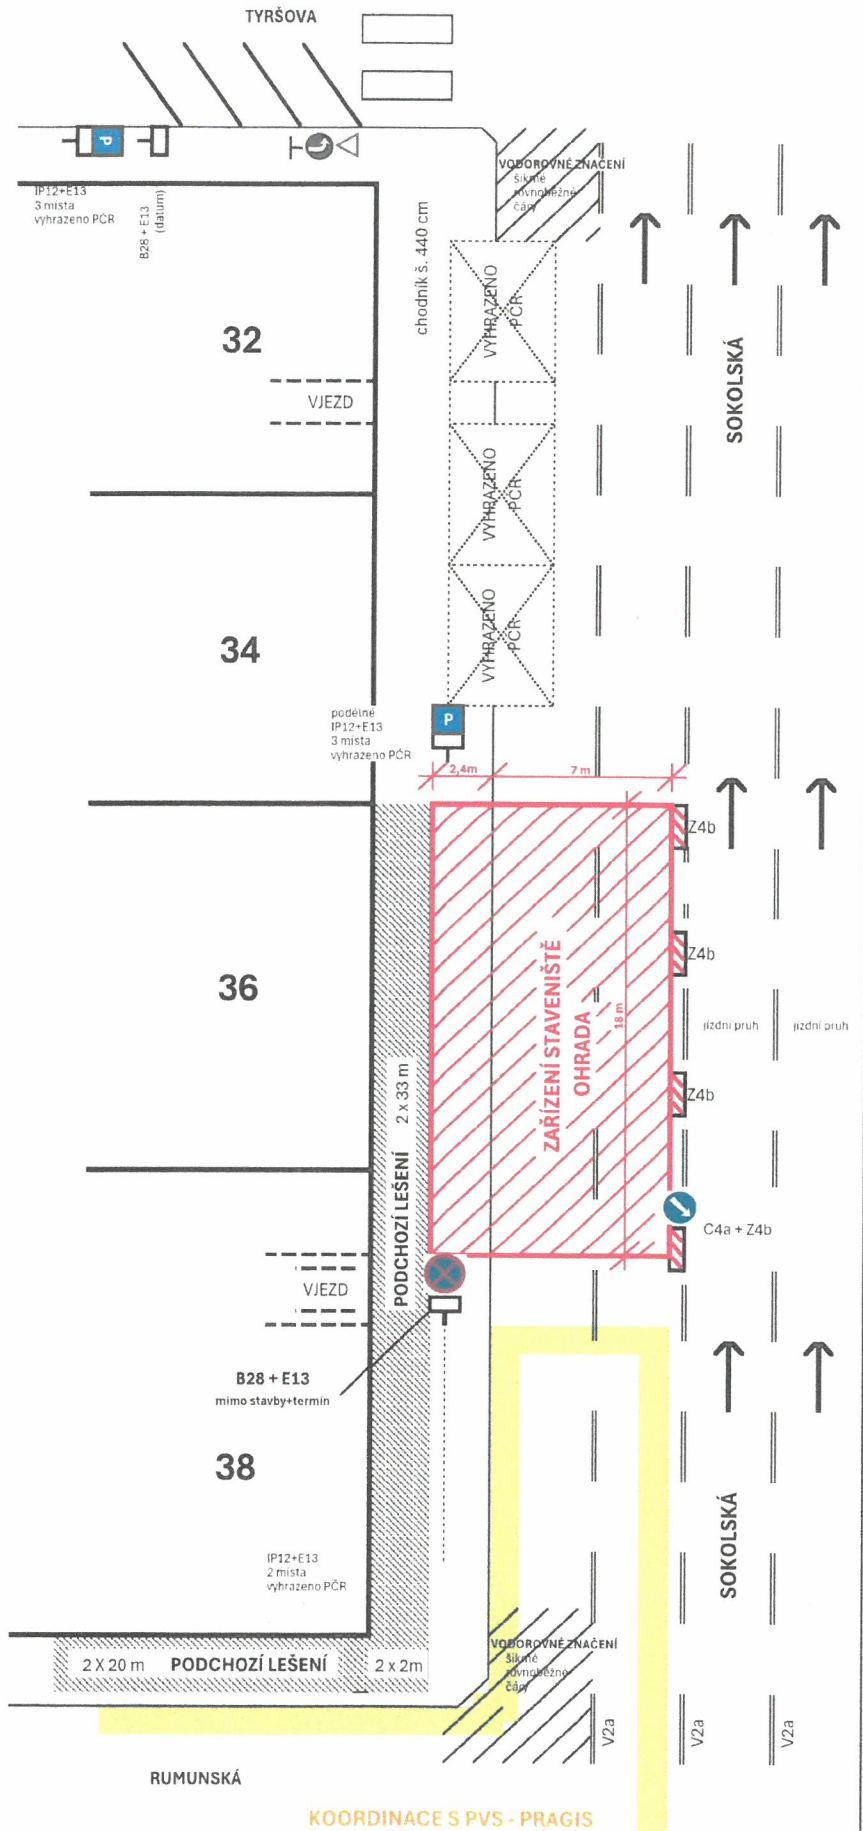 TYRŠOVA
P
IP12+E13
3 místa
vyhrazeno PČR
B28 + E13
(datum)
VODOROVNÉ ZNAČENÍ
šikmé
rovnoběžné
čáry
chodník š. 440 cm
VYHRAZENO
PČR
32
VJEZD
SOKOLSKÁ
VYHRAZENO
PČR
34
VYHRAZENO
PČR
podélné
IP12+E13
3 místa
vyhrazeno PČR
P
2,4m
7 m
Z4b
36
Z4b
ZAŘÍZENÍ STAVENIŠTĚ
OHRADA
18 m
jízdní pruh
jízdní pruh
Z4b
PODCHOZÍ LEŠENÍ 2 x 33 m
C4a + Z4b
VJEZD
B28 + E13
mimo stavby+termín
38
SOKOLSKÁ
IP12+E13
2 místa
vyhrazeno PČR
VODOROVNÉ ZNAČENÍ
šikmé
rovnoběžné
čáry
2 X 20 m PODCHOZÍ LEŠENÍ 2 x 2m
V2a
V2a
V2a
RUMUNSKÁ
KOORDINACE S PVS - PRAGIS